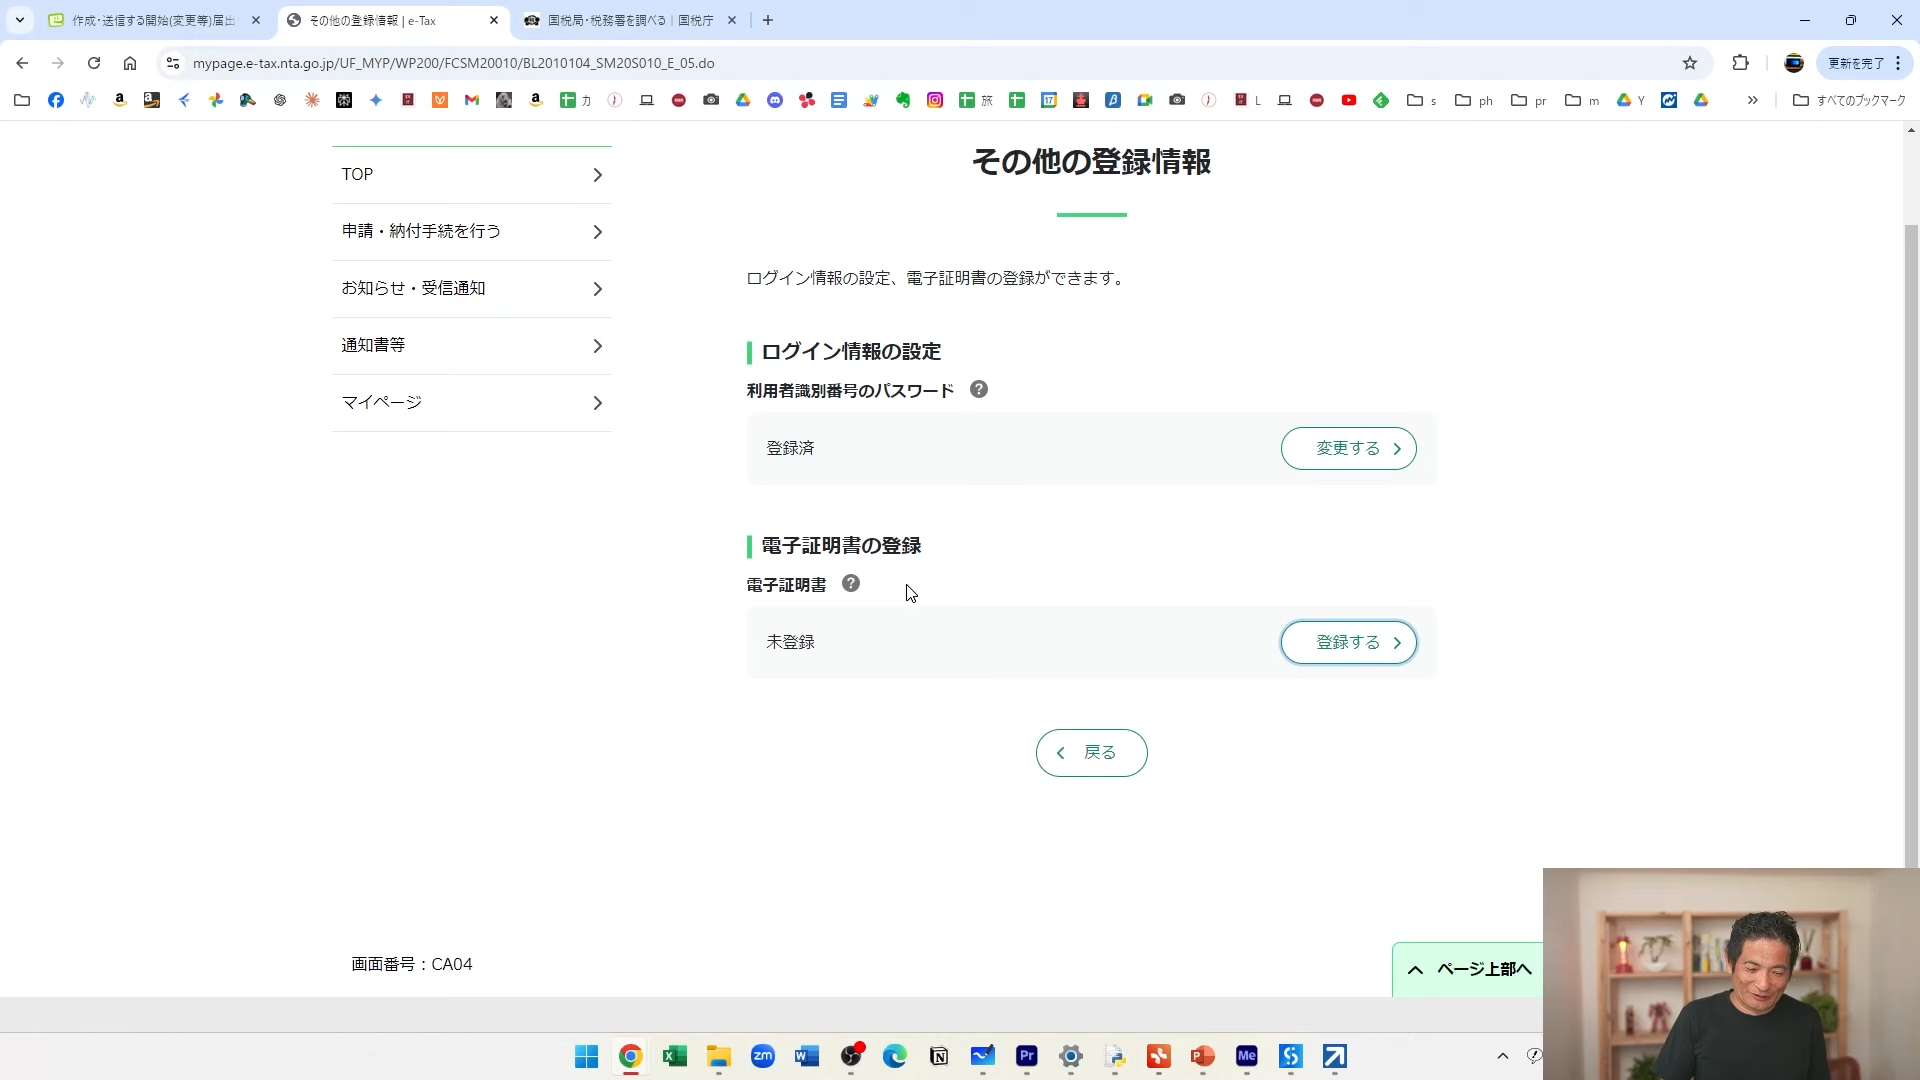 作成・送信する開始(変更等)届出
その他の登録情報 | e-Tax
国税局・税務署を調べる | 国税庁
mypage.e-tax.nta.go.jp/UF_MYP/WP200/FCSM20010/BL2010104_SM20S010_E_05.do
更新を完了
カ
旅
L
s
ph
pr
m
Y
すべてのブックマーク
その他の登録情報
TOP
申請・納付手続を行う
お知らせ・受信通知
通知書等
マイページ
ログイン情報の設定、電子証明書の登録ができます。
ログイン情報の設定
利用者識別番号のパスワード ?
登録済
変更する
電子証明書の登録
電子証明書 ?
未登録
登録する
戻る
画面番号：CA04
ページ上部へ